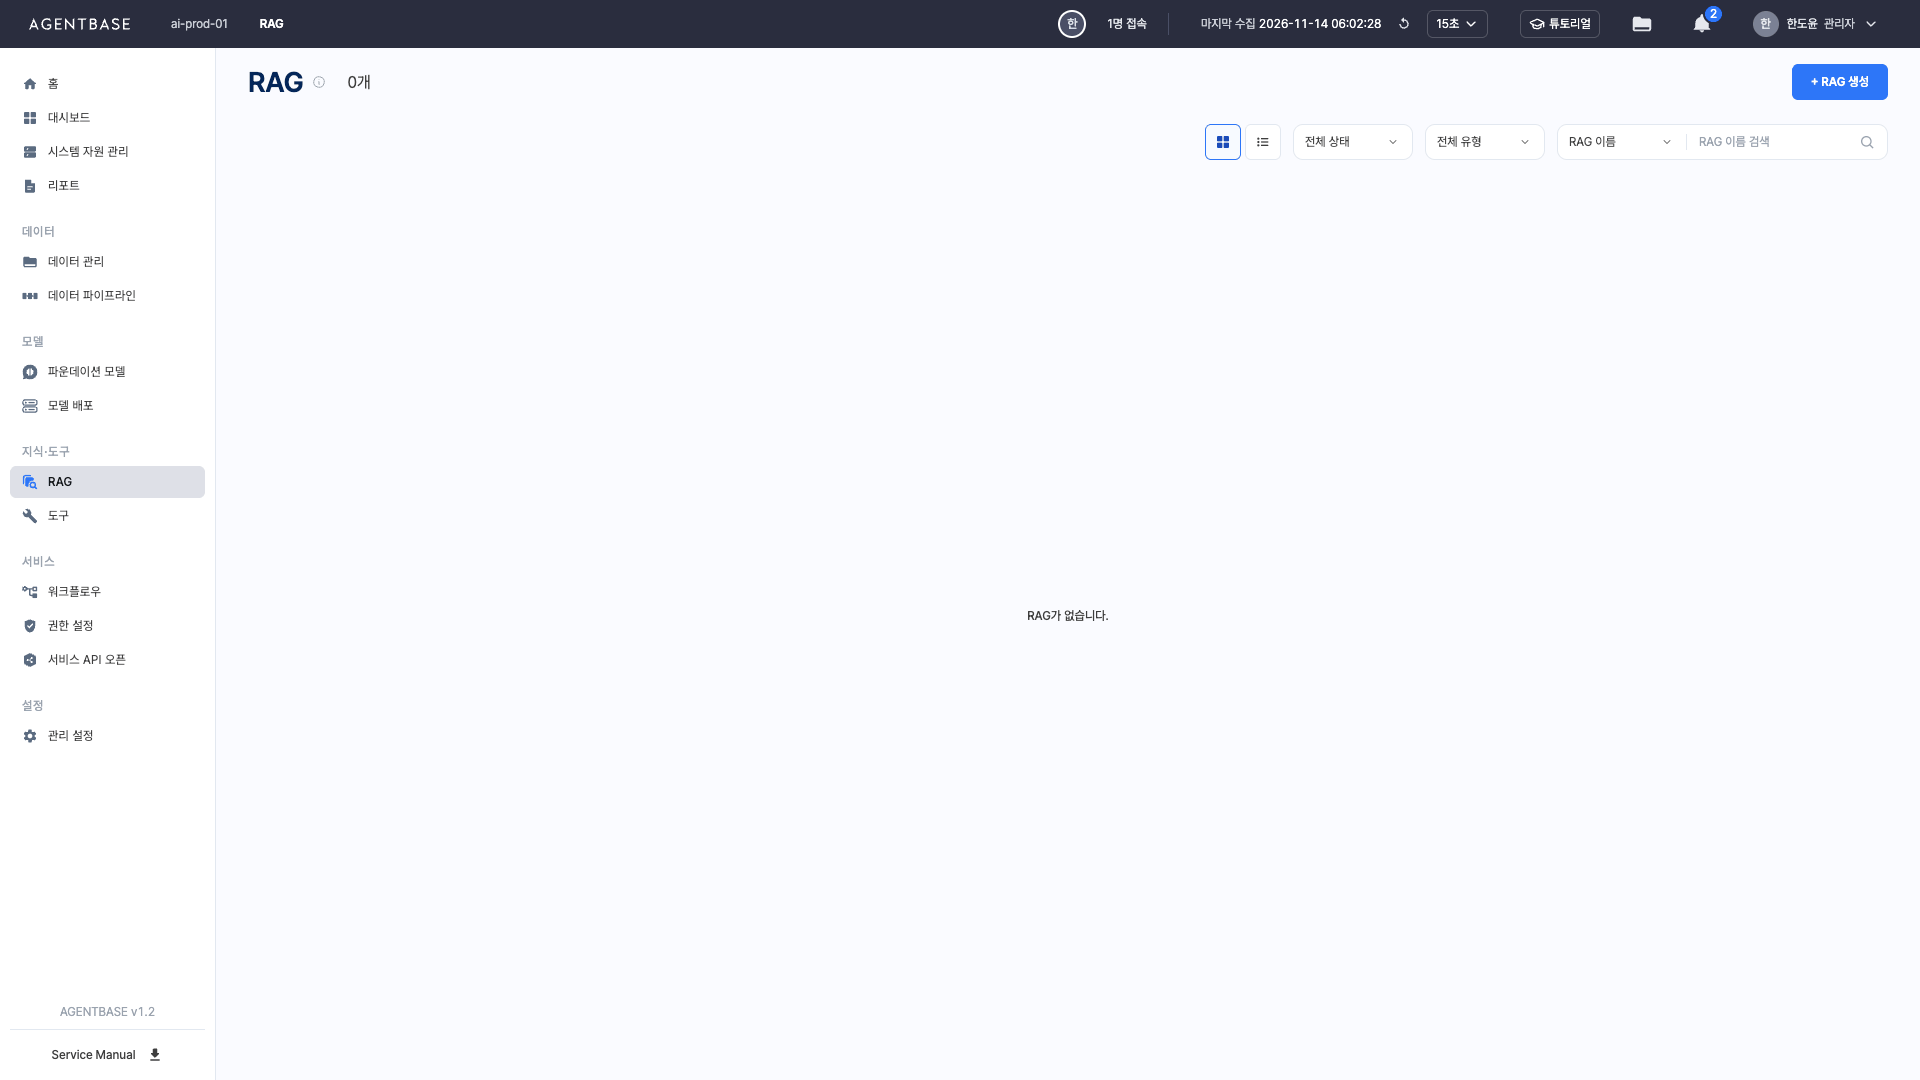 AGENTBASE ai-prod-01 RAG 한 1명 접속 마지막 수집 2026-11-14 06:02:28 15초 튜토리얼 2 한 한도윤 관리자
홈
대시보드
시스템 자원 관리
리포트
데이터
데이터 관리
데이터 파이프라인
모델
파운데이션 모델
모델 배포
지식·도구
RAG
도구
서비스
워크플로우
권한 설정
서비스 API 오픈
설정
관리 설정
AGENTBASE v1.2
Service Manual
RAG 0개 + RAG 생성
전체 상태 전체 유형 RAG 이름 RAG 이름 검색
RAG가 없습니다.